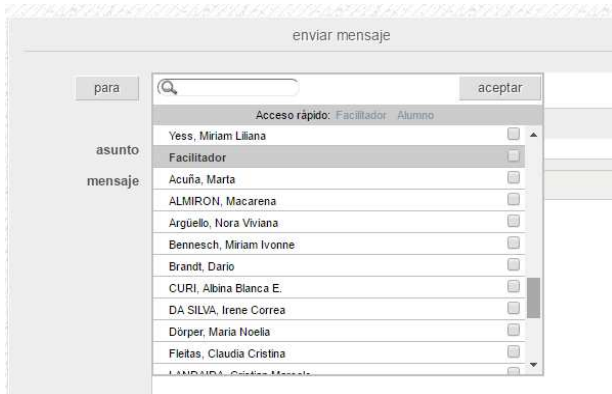 enviar mensaje
para
aceptar
Acceso rápido: Facilitador Alumno
Yess, Miriam Liliana
asunto
Facilitador
mensaje
Acuña, Marta
ALMIRON, Macarena
Argüello, Nora Viviana
Bennesch, Miriam Ivonne
Brandt, Dario
CURI, Albina Blanca E.
DA SILVA, Irene Correa
Dörper, Maria Noelia
Fleitas, Claudia Cristina